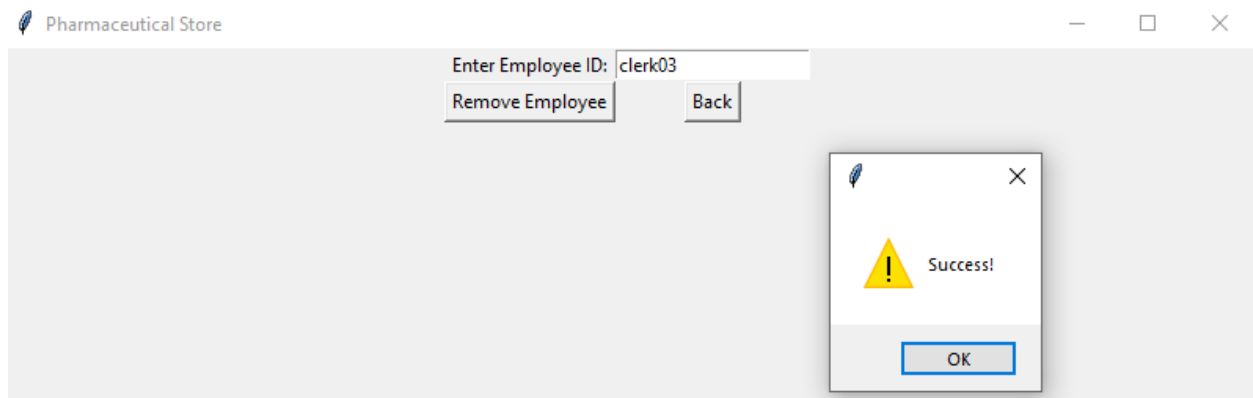 Pharmaceutical Store
Enter Employee ID: clerk03
Remove Employee Back
Success!
OK